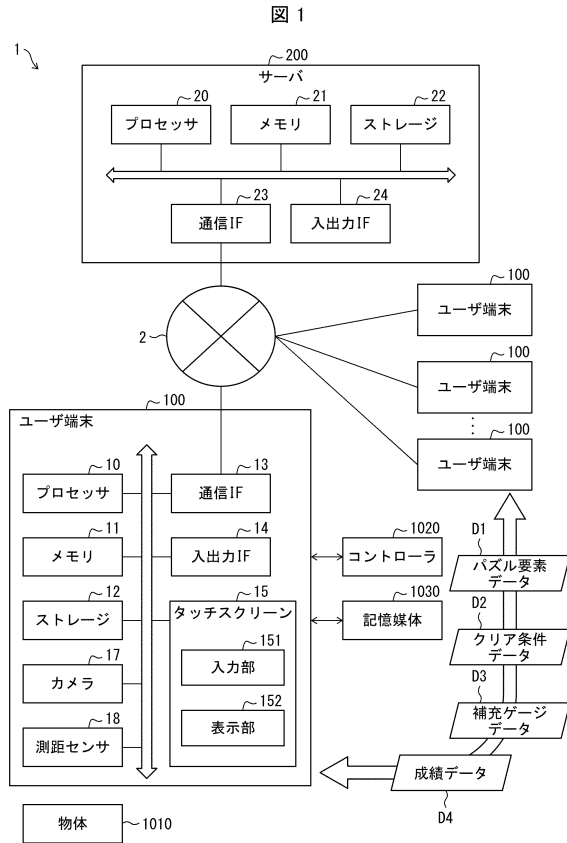 図 1
1
200
サーバ
20
プロセッサ
21
メモリ
22
ストレージ
23
通信IF
24
入出力IF
2
100
ユーザ端末
100
ユーザ端末
100
ユーザ端末
100
ユーザ端末
10
プロセッサ
13
通信IF
11
メモリ
14
入出力IF
12
ストレージ
15
タッチスクリーン
151
入力部
152
表示部
17
カメラ
18
測距センサ
1020
コントローラ
1030
記憶媒体
D1
パズル要素
データ
D2
クリア条件
データ
D3
補充ゲージ
データ
成績データ
D4
物体
1010